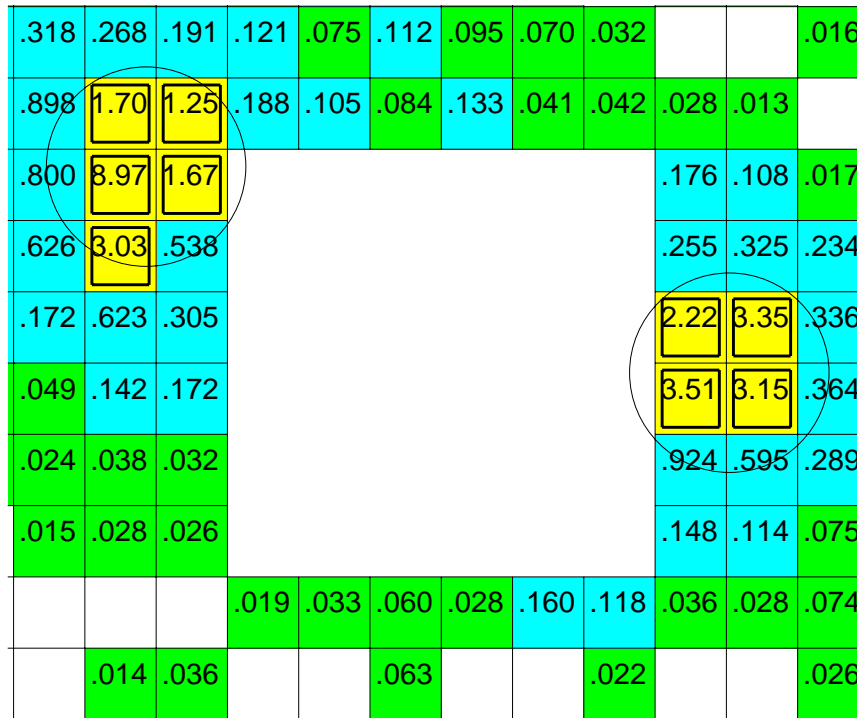 .318 .268 .191 .121 .075 .112 .095 .070 .032 .016
.898 1.70 1.25 .188 .105 .084 .133 .041 .042 .028 .013
.800 8.97 1.67 .176 .108 .017
.626 3.03 .538 .255 .325 .234
.172 .623 .305 2.22 3.35 .336
.049 .142 .172 3.51 3.15 .364
.024 .038 .032 .924 .595 .289
.015 .028 .026 .148 .114 .075
.019 .033 .060 .028 .160 .118 .036 .028 .074
.014 .036 .063 .022 .026